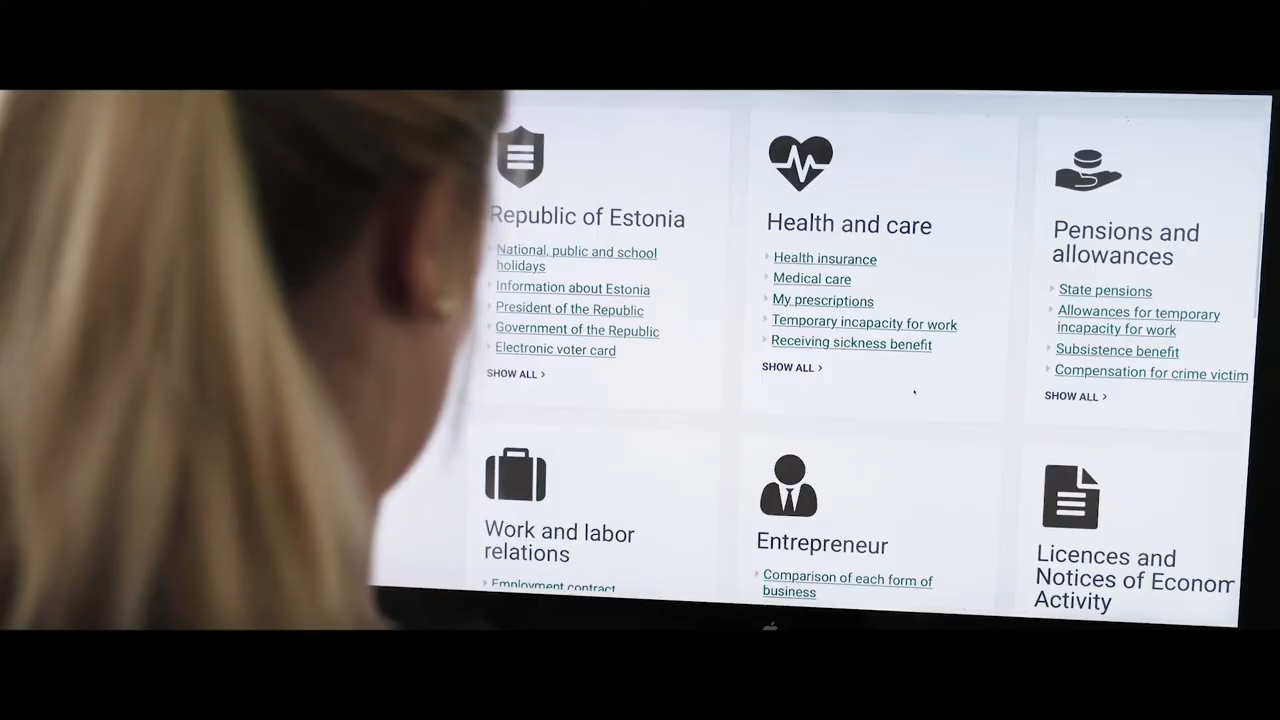 Republic of Estonia
National, public and school
holidays
Information about Estonia
President of the Republic
Government of the Republic
Electronic voter card
SHOW ALL >
Health and care
Health insurance
Medical care
My prescriptions
Temporary incapacity for work
Receiving sickness benefit
SHOW ALL >
Pensions and
allowances
State pensions
Allowances for temporary
incapacity for work
Subsistence benefit
Compensation for crime victim
SHOW ALL >
Work and labor
relations
Employment contract
Entrepreneur
Comparison of each form of
business
Licences and
Notices of Econom
Activity